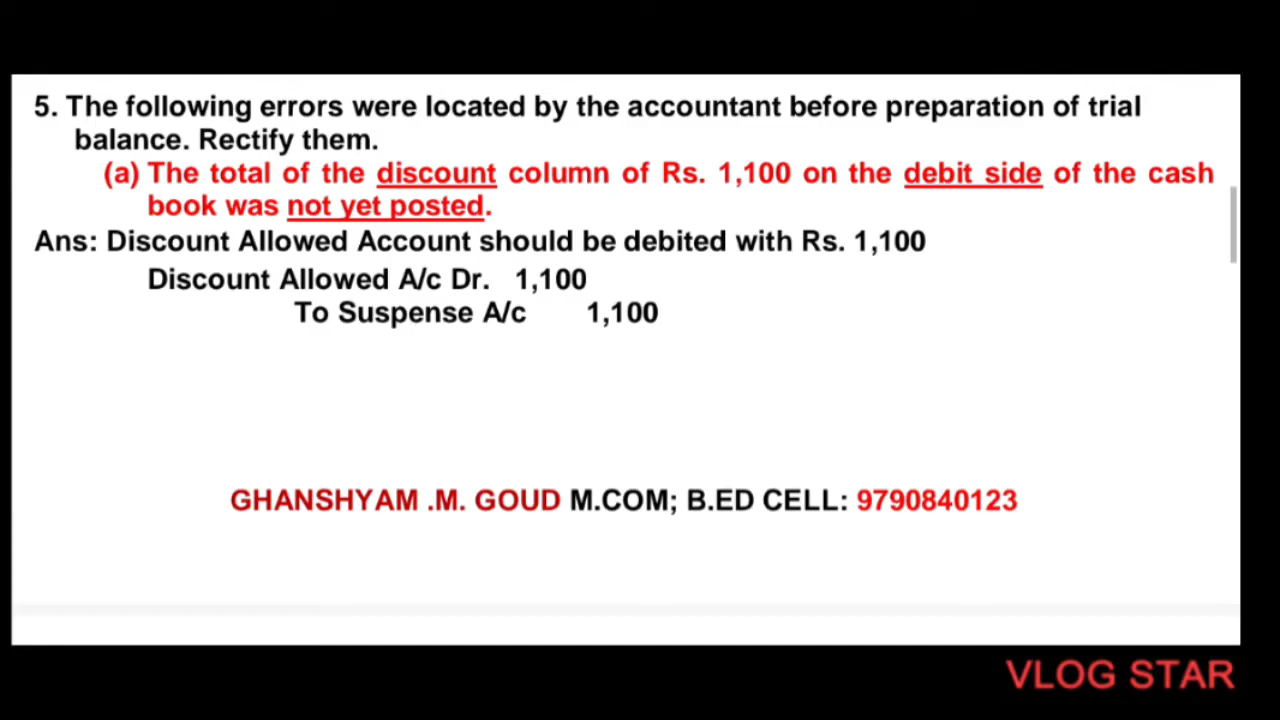 5. The following errors were located by the accountant before preparation of trial
balance. Rectify them.
(a) The total of the discount column of Rs. 1,100 on the debit side of the cash
book was not yet posted.
Ans: Discount Allowed Account should be debited with Rs. 1,100
Discount Allowed A/c Dr. 1,100
To Suspense A/c 1,100
GHANSHYAM .M. GOUD M.COM; B.ED CELL: 9790840123
VLOG STAR